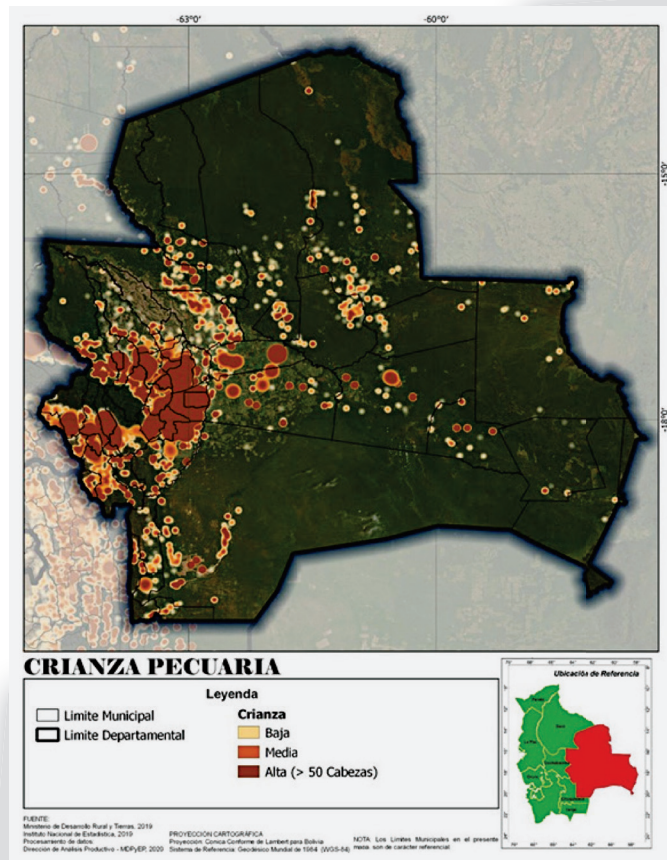 -63°0'
-60°0'
-15°0'
-18°0'
CRIANZA PECUARIA
Leyenda
Limite Municipal
Limite Departamental
Crianza
Baja
Media
Alta (> 50 Cabezas)
Ubicación de Referencia
FUENTE:
Ministerio de Desarrollo Rural y Tierras, 2019
Instituto Nacional de Estadística, 2019
Procesamiento de datos:
Dirección de Análisis Productivo - MDPyEP, 2020
PROYECCIÓN CARTOGRÁFICA
Proyección: Conica Conforme de Lambert para Bolivia
Sistema de Referencia: Geodésico Mundial de 1984 (WGS-84)
NOTA: Los Límites Municipales en el presente
mapa son de carácter referencial.